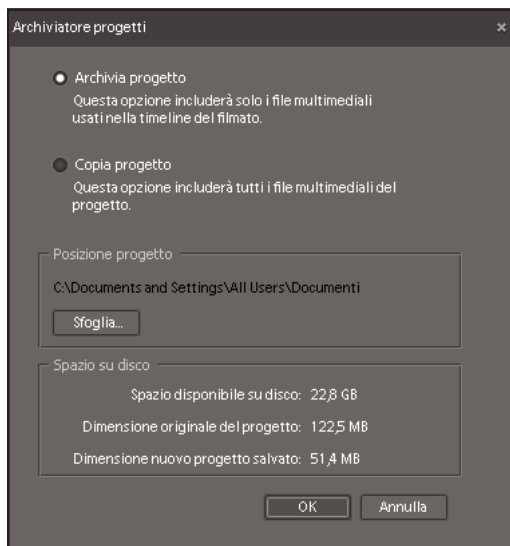 Archiviatore progetti
Archivia progetto
Questa opzione includerà solo i file multimediali
usati nella timeline del filmato.
Copia progetto
Questa opzione includerà tutti i file multimediali del
progetto.
Posizione progetto
C:\Documents and Settings\All Users\Documenti
Sfoglia...
Spazio su disco
Spazio disponibile su disco: 22,8 GB
Dimensione originale del progetto: 122,5 MB
Dimensione nuovo progetto salvato: 51,4 MB
OK Annulla